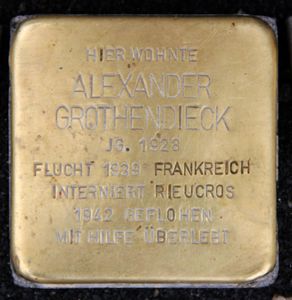 HIER WOHNTE
ALEXANDER
GROTHENDIECK
JG. 1928
FLUCHT 1939 FRANKREICH
INTERNIERT RIEUCROS
1942 GEFLOHEN
MIT HILFE ÜBERLEBT